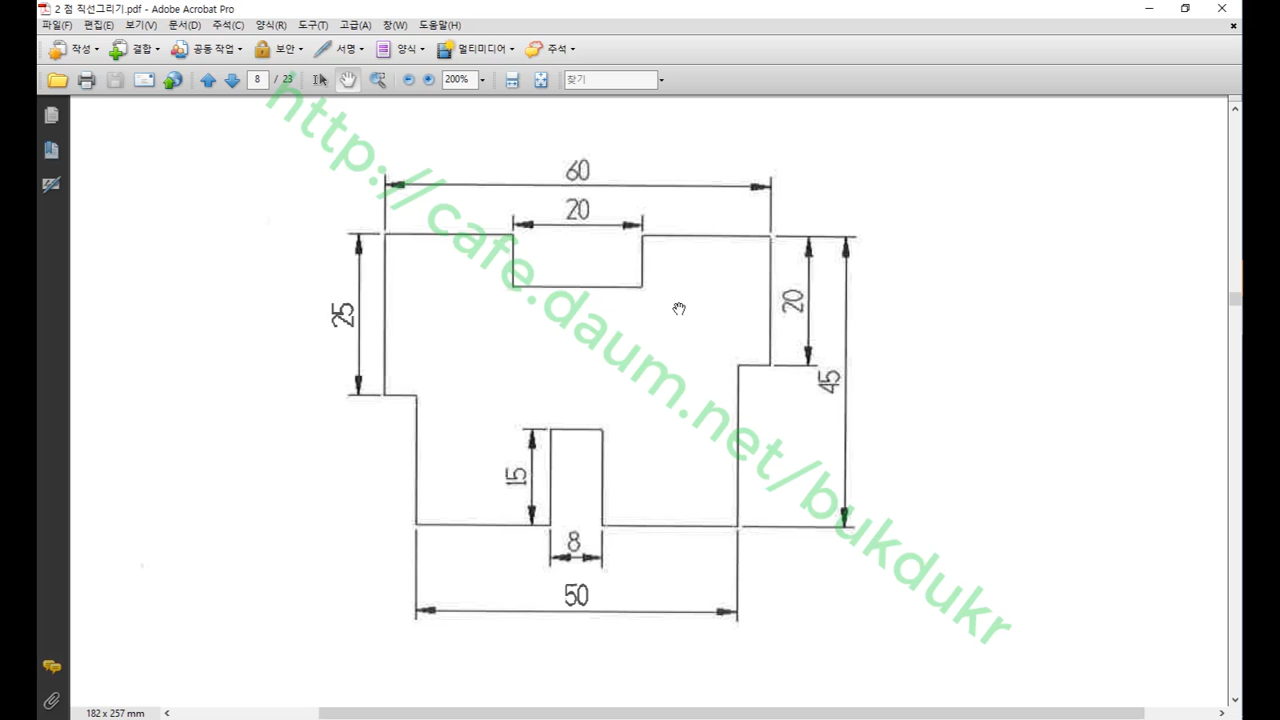 2 점 직선그리기.pdf - Adobe Acrobat Pro
파일(F) 편집(E) 보기(V) 문서(D) 주석(C) 양식(R) 도구(T) 고급(A) 창(W) 도움말(H)
작성 결합 공동 작업 보안 서명 양식 멀티미디어 주석
8 / 23 200% 찾기
http://cafe.daum.net/bukdukr
60
20
25
20
45
15
8
50
182 x 257 mm